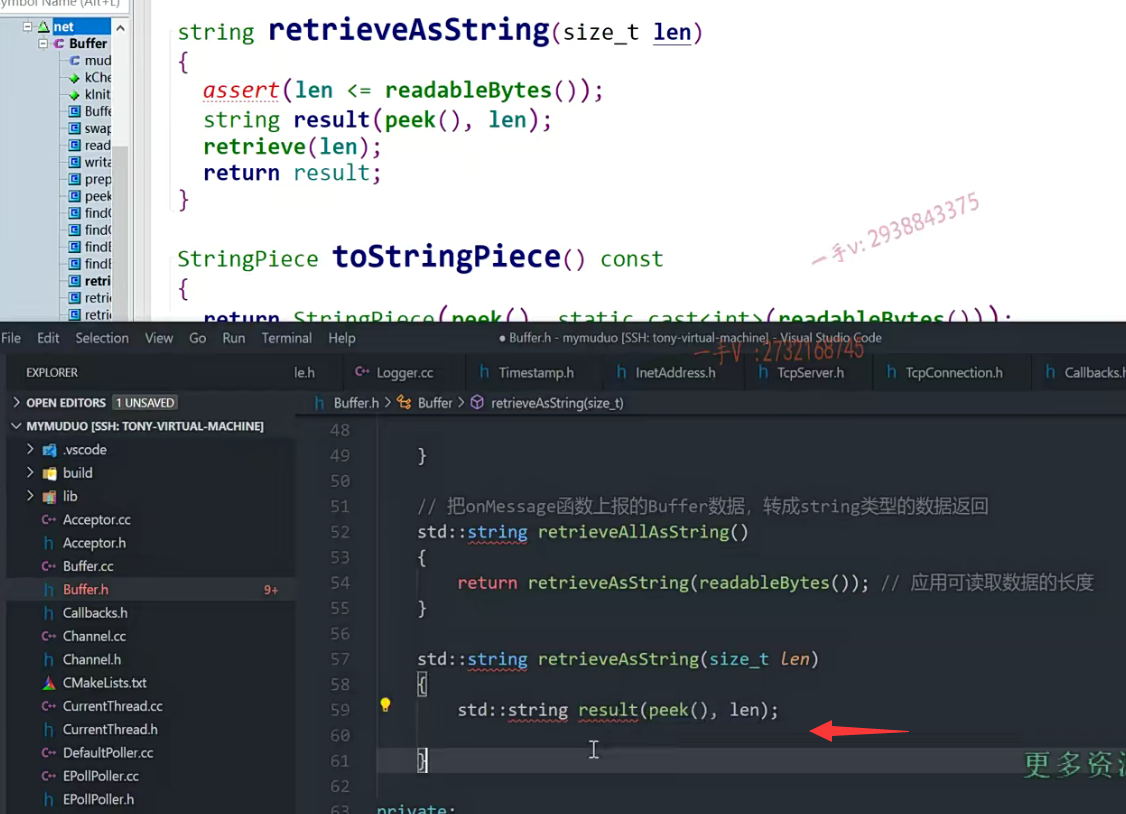 ymbol Name (Alt+L)
net
Buffer
mud
kChe
kInit
Buffe
swap
read
writa
prep
peek
find
find
find
find
retri
retri
retri
string retrieveAsString(size_t len)
{
assert(len <= readableBytes());
string result(peek(), len);
retrieve(len);
return result;
}
StringPiece toStringPiece() const
{
return StringPiece(peek(), static_cast<int>(readableBytes()));
一手v: 2938843375
File Edit Selection View Go Run Terminal Help
● Buffer.h - mymuduo [SSH: tony-virtual-machine] - Visual Studio Code
一手V :2732168745
EXPLORER
le.h Logger.cc Timestamp.h InetAddress.h TcpServer.h TcpConnection.h Callbacks.h
OPEN EDITORS 1 UNSAVED
MYMUDUO [SSH: TONY-VIRTUAL-MACHINE]
.vscode
build
lib
Acceptor.cc
Acceptor.h
Buffer.cc
Buffer.h 9+
Callbacks.h
Channel.cc
Channel.h
CMakeLists.txt
CurrentThread.cc
CurrentThread.h
DefaultPoller.cc
EPollPoller.cc
EPollPoller.h
Buffer.h > Buffer > retrieveAsString(size_t)
48
49 }
50
51 // 把onMessage函数上报的Buffer数据，转成string类型的数据返回
52 std::string retrieveAllAsString()
53 {
54 return retrieveAsString(readableBytes()); // 应用可读取数据的长度
55 }
56
57 std::string retrieveAsString(size_t len)
58 {
59 std::string result(peek(), len);
60
61 }
62
63 private:
更多资